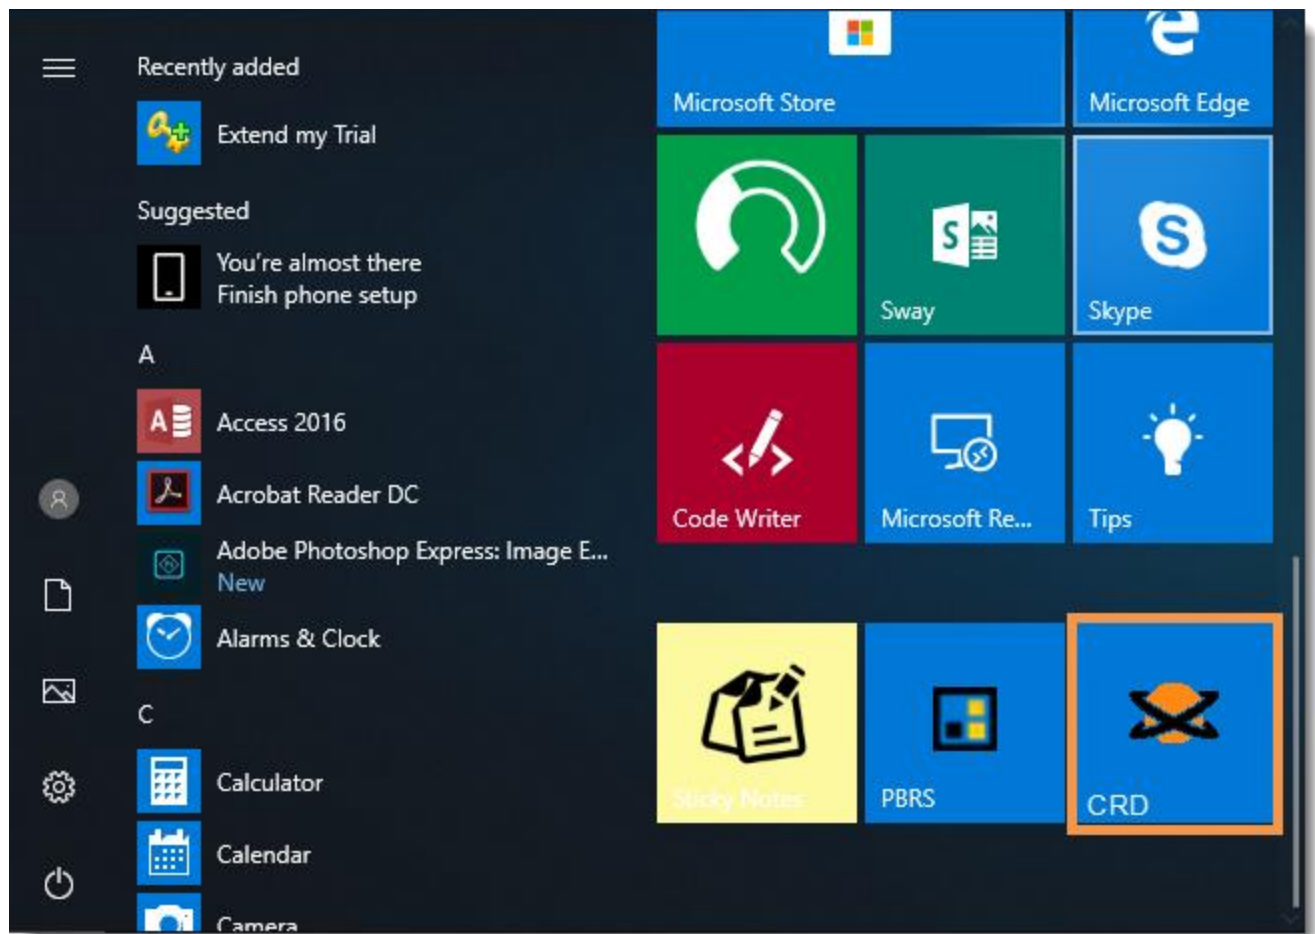 Recently added
Extend my Trial
Suggested
You're almost there
Finish phone setup
A
Access 2016
Acrobat Reader DC
Adobe Photoshop Express: Image E...
New
Alarms & Clock
C
Calculator
Calendar
Camera
Microsoft Store
Microsoft Edge
Sway
Skype
Code Writer
Microsoft Re...
Tips
Sticky Notes
PBRS
CRD